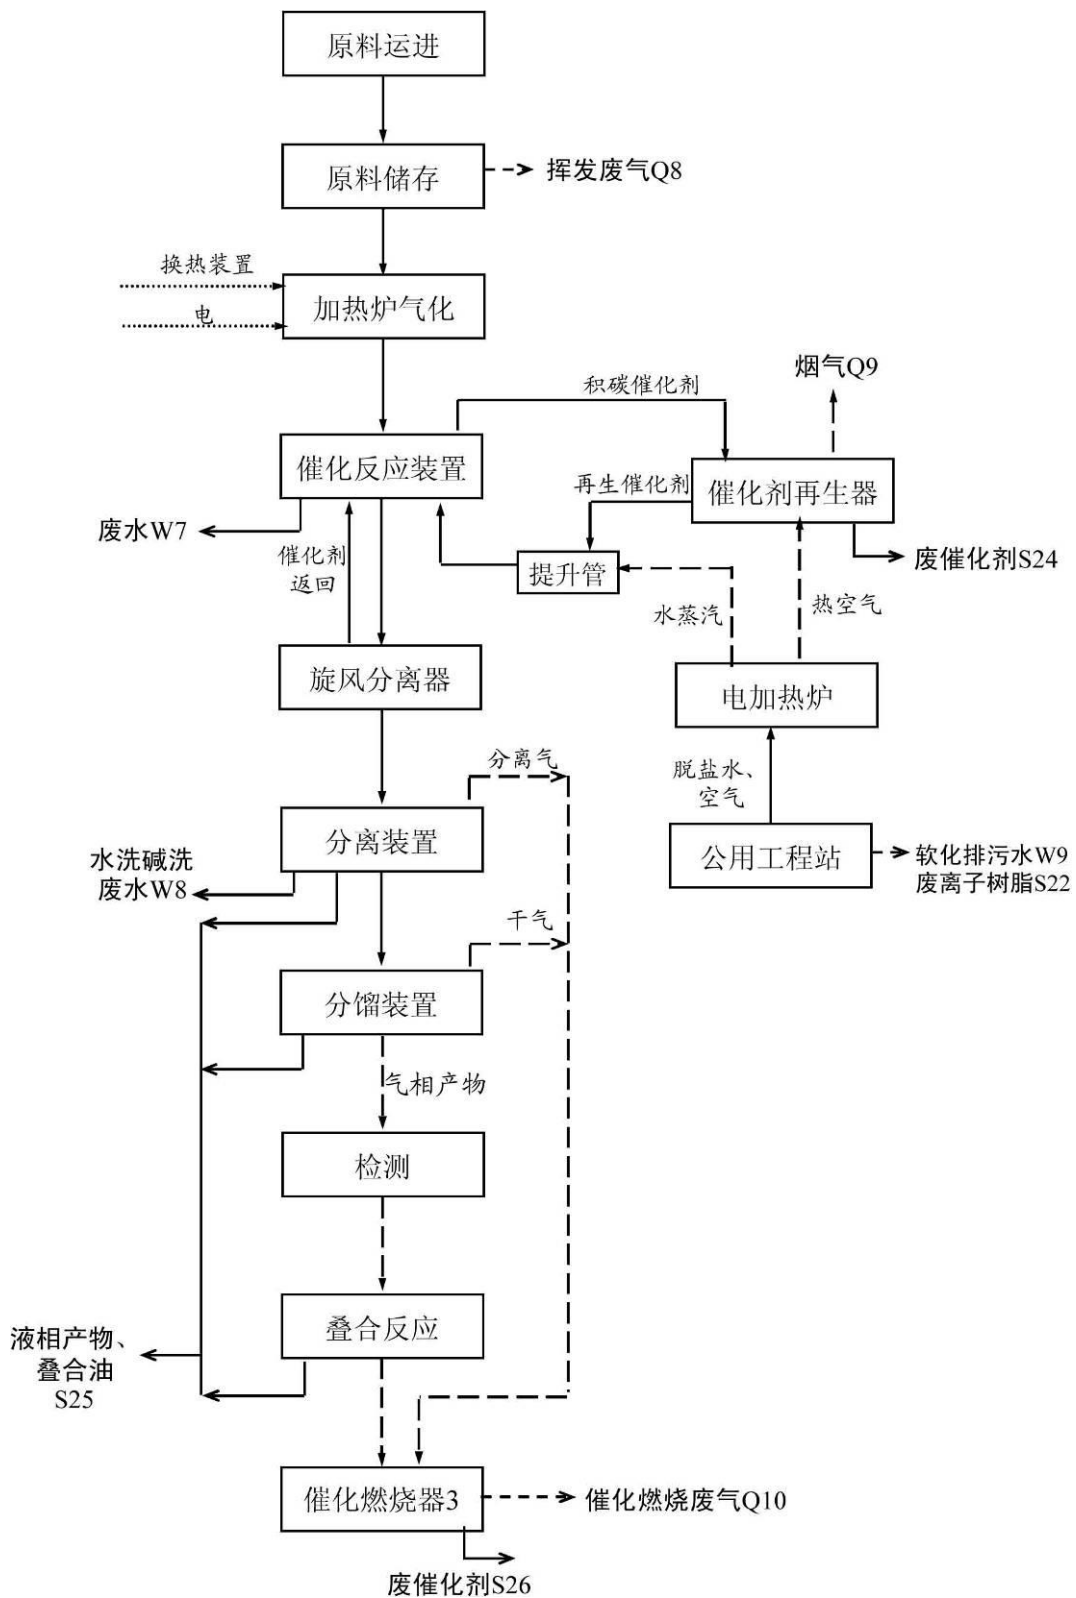 原料运进
原料储存
挥发废气Q8
换热装置
电
加热炉气化
烟气Q9
积碳催化剂
催化反应装置
催化剂再生器
再生催化剂
废水W7
催化剂
返回
提升管
废催化剂S24
水蒸汽
热空气
旋风分离器
电加热炉
分离气
脱盐水、
空气
分离装置
公用工程站
软化排污水W9
废离子树脂S22
水洗碱洗
废水W8
干气
分馏装置
气相产物
检测
叠合反应
液相产物、
叠合油
S25
催化燃烧器3
催化燃烧废气Q10
废催化剂S26